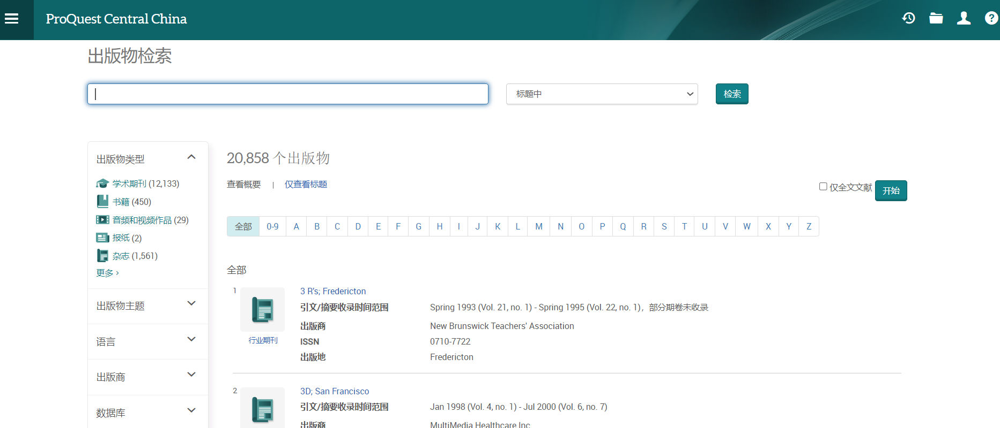 ProQuest Central China
出版物检索
标题中
检索
出版物类型
学术期刊 (12,133)
书籍 (450)
音频和视频作品 (29)
报纸 (2)
杂志 (1,561)
更多 ›
出版物主题
语言
出版商
数据库
20,858 个出版物
查看概要 | 仅查看标题
仅全文文献 开始
全部 0-9 A B C D E F G H I J K L M N O P Q R S T U V W X Y Z
全部
1 3 R's; Fredericton
引文/摘要收录时间范围 Spring 1993 (Vol. 21, no. 1) - Spring 1995 (Vol. 22, no. 1)，部分期卷未收录
出版商 New Brunswick Teachers' Association
行业期刊
ISSN 0710-7722
出版地 Fredericton
2 3D; San Francisco
引文/摘要收录时间范围 Jan 1998 (Vol. 4, no. 1) - Jul 2000 (Vol. 6, no. 7)
出版商 MultiMedia Healthcare Inc